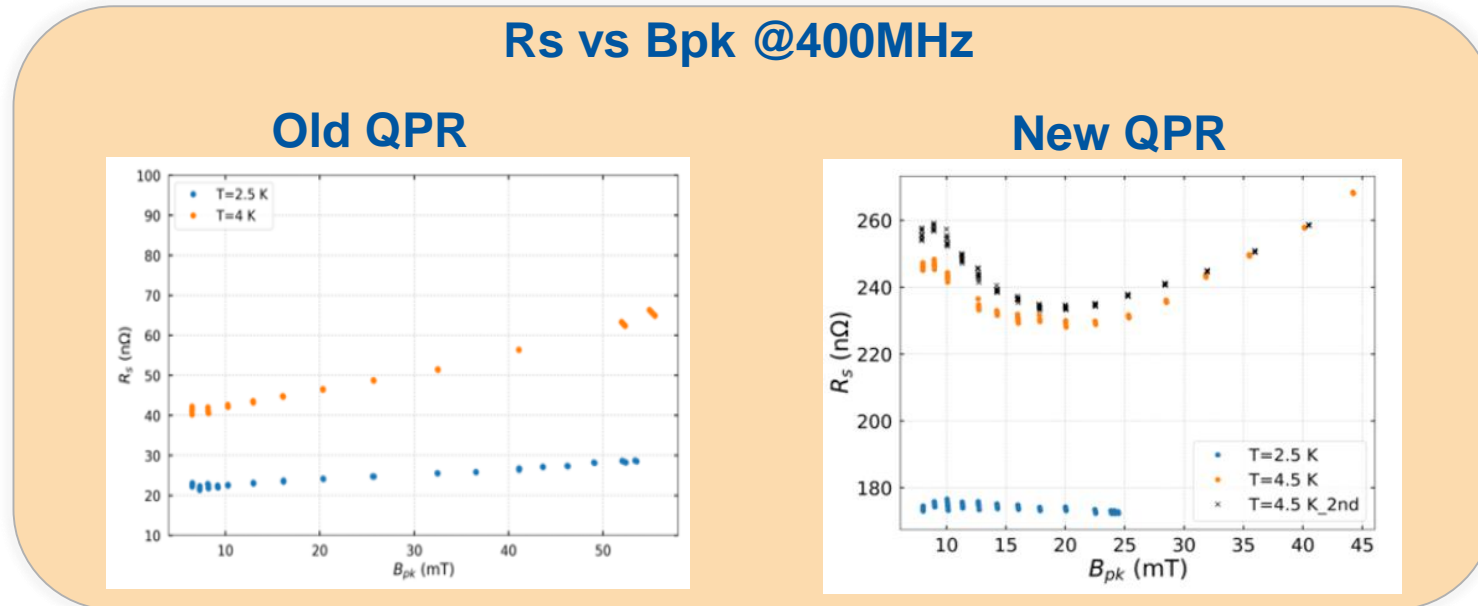 Rs vs Bpk @400MHz
Old QPR
100
90
80
70
60
50
40
30
20
10
Rs (nΩ)
T=2.5 K
T=4 K
10
20
30
40
50
Bpk (mT)
New QPR
260
240
220
200
180
Rs (nΩ)
T=2.5 K
T=4.5 K
T=4.5 K_2nd
10
15
20
25
30
35
40
45
Bpk (mT)